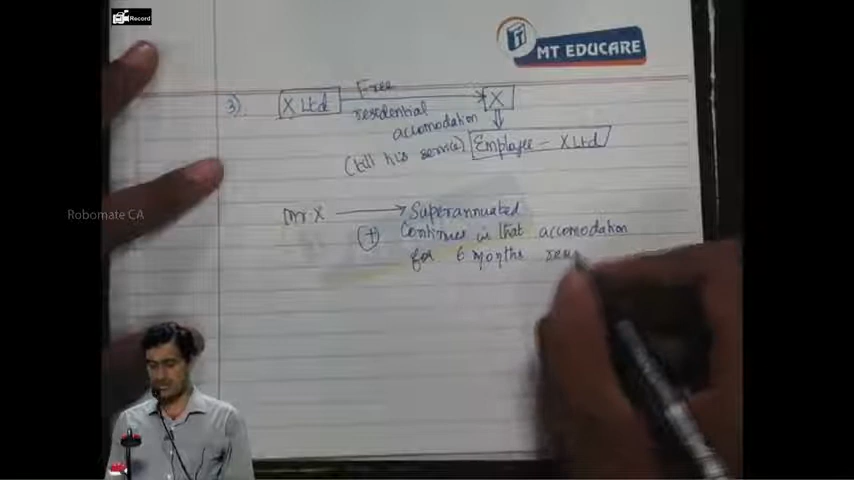 Record
MT EDUCARE
3). X Ltd Free X
residential
accomodation
(till his service) Employee - X Ltd
Robomate CA
Mr. X Superannuated
+ Continues in that accomodation
for 6 months